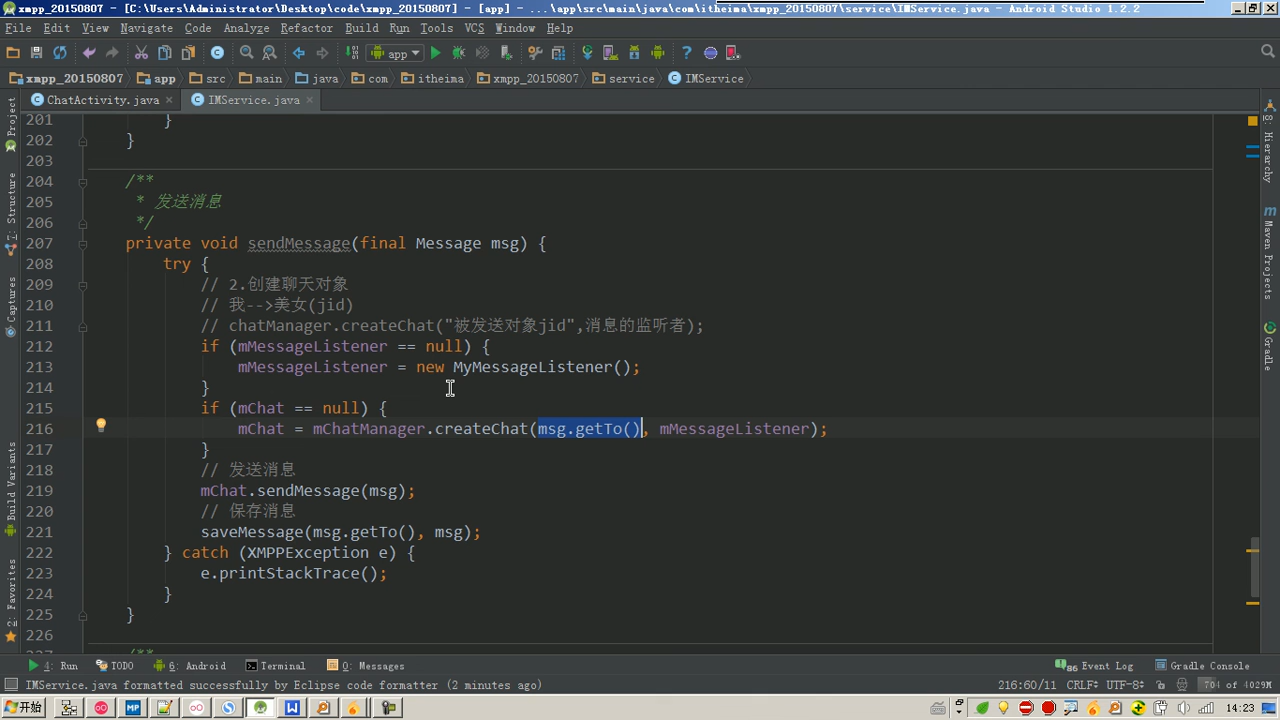 xmpp_20150807 - [C:\Users\Administrator\Desktop\code\xmpp_20150807] - [app] - ...\app\src\main\java\com\itheima\xmpp_20150807\service\IMService.java - Android Studio 1.2.2
File Edit View Navigate Code Analyze Refactor Build Run Tools VCS Window Help
app
xmpp_20150807 app src main java com itheima xmpp_20150807 service IMService
ChatActivity.java IMService.java
201 }
202 }
203
204 /**
205 * 发送消息
206 */
207 private void sendMessage(final Message msg) {
208 try {
209 // 2.创建聊天对象
210 // 我-->美女(jid)
211 // chatManager.createChat("被发送对象jid",消息的监听者);
212 if (mMessageListener == null) {
213 mMessageListener = new MyMessageListener();
214 }
215 if (mChat == null) {
216 mChat = mChatManager.createChat(msg.getTo(), mMessageListener);
217 }
218 // 发送消息
219 mChat.sendMessage(msg);
220 // 保存消息
221 saveMessage(msg.getTo(), msg);
222 } catch (XMPPException e) {
223 e.printStackTrace();
224 }
225 }
226
227 /**
1: Project
7: Structure
Captures
Build Variants
2: Favorites
8: Hierarchy
Maven Projects
Gradle
4: Run TODO 6: Android Terminal 0: Messages 86 Event Log Gradle Console
IMService.java formatted successfully by Eclipse code formatter (2 minutes ago) 216:60/11 CRLF UTF-8 704 of 4029M
开始 14:23